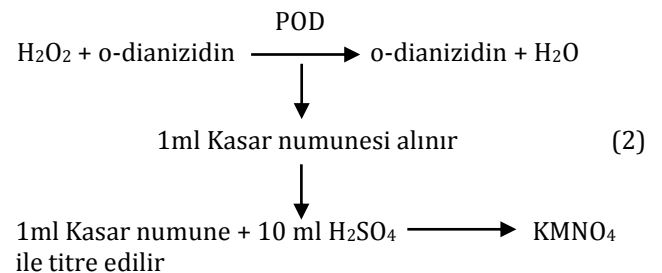 POD
H₂O₂ + o-dianizidin o-dianizidin + H₂O
1ml Kasar numunesi alınır (2)
1ml Kasar numune + 10 ml H₂SO₄ KMNO₄
ile titre edilir